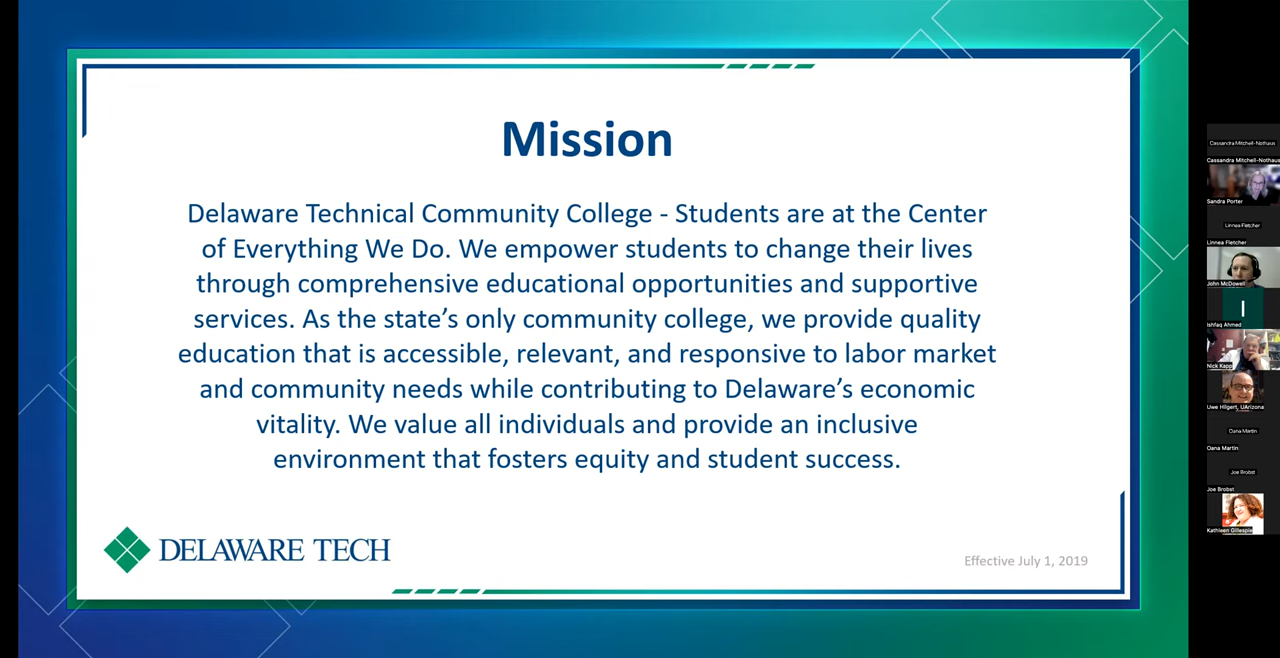 Mission
Delaware Technical Community College - Students are at the Center
of Everything We Do. We empower students to change their lives
through comprehensive educational opportunities and supportive
services. As the state’s only community college, we provide quality
education that is accessible, relevant, and responsive to labor market
and community needs while contributing to Delaware’s economic
vitality. We value all individuals and provide an inclusive
environment that fosters equity and student success.
DELAWARE TECH
Effective July 1, 2019
Cassandra Mitchell-Nothaus
Cassandra Mitchell-Nothaus
Sandra Porter
Linnea Fletcher
Linnea Fletcher
John McDowell
I
Ishfaq Ahmed
Nick Kapp
Uwe Hilgert, UArizona
Oana Martin
Oana Martin
Joe Brobst
Joe Brobst
Kathleen Gillespie